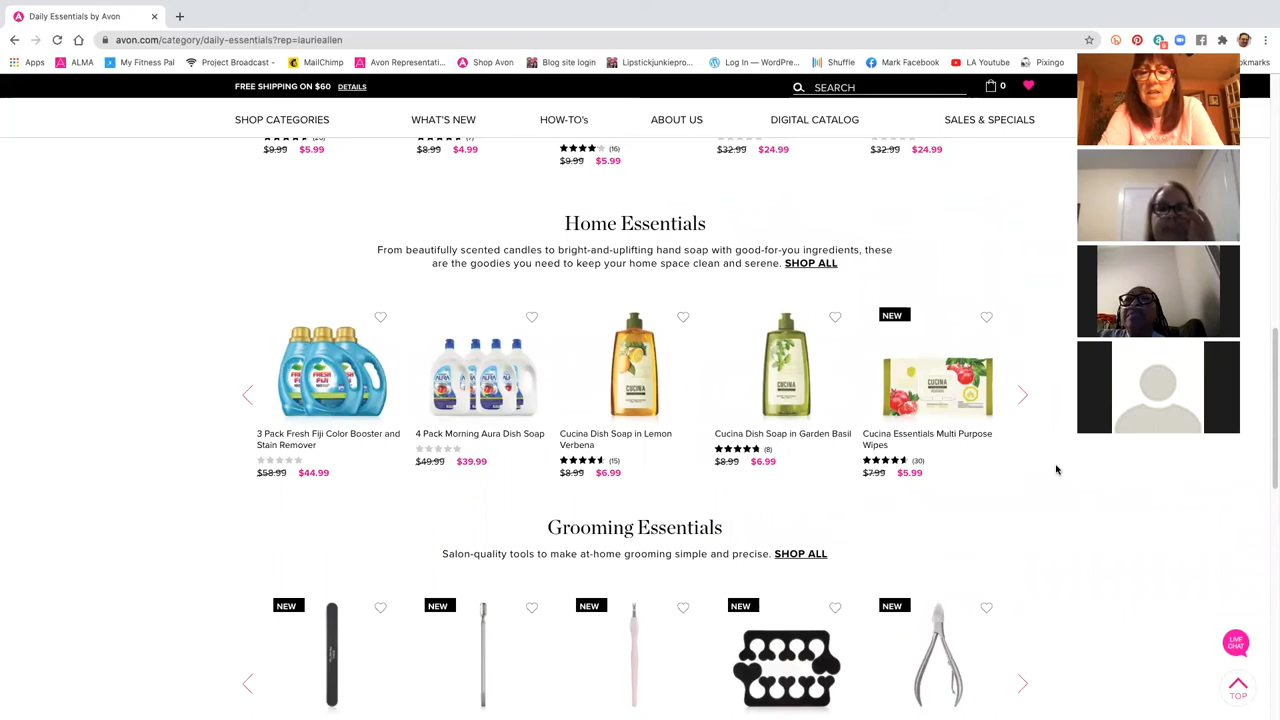 Daily Essentials by Avon
avon.com/category/daily-essentials?rep=laurieallen
Apps ALMA My Fitness Pal Project Broadcast - MailChimp Avon Representati... Shop Avon Blog site login Lipstickjunkiepro... Log In — WordPre... Shuffle Mark Facebook LA Youtube Pixingo okmarks
FREE SHIPPING ON $60 DETAILS SEARCH 0
SHOP CATEGORIES WHAT'S NEW HOW-TO's ABOUT US DIGITAL CATALOG SALES & SPECIALS
$9.99 $5.99 $8.99 $4.99 (16) $32.99 $24.99 $32.99 $24.99
$9.99 $5.99
Home Essentials
From beautifully scented candles to bright-and-uplifting hand soap with good-for-you ingredients, these
are the goodies you need to keep your home space clean and serene. SHOP ALL
NEW
FRESH FIJI AURA CUCINA CUCINA CUCINA
3 Pack Fresh Fiji Color Booster and
Stain Remover
$58.99 $44.99
4 Pack Morning Aura Dish Soap
$49.99 $39.99
Cucina Dish Soap in Lemon
Verbena
(15)
$8.99 $6.99
Cucina Dish Soap in Garden Basil
(8)
$8.99 $6.99
Cucina Essentials Multi Purpose
Wipes
(30)
$7.99 $5.99
Grooming Essentials
Salon-quality tools to make at-home grooming simple and precise. SHOP ALL
NEW NEW NEW NEW NEW
LIVE
CHAT
TOP